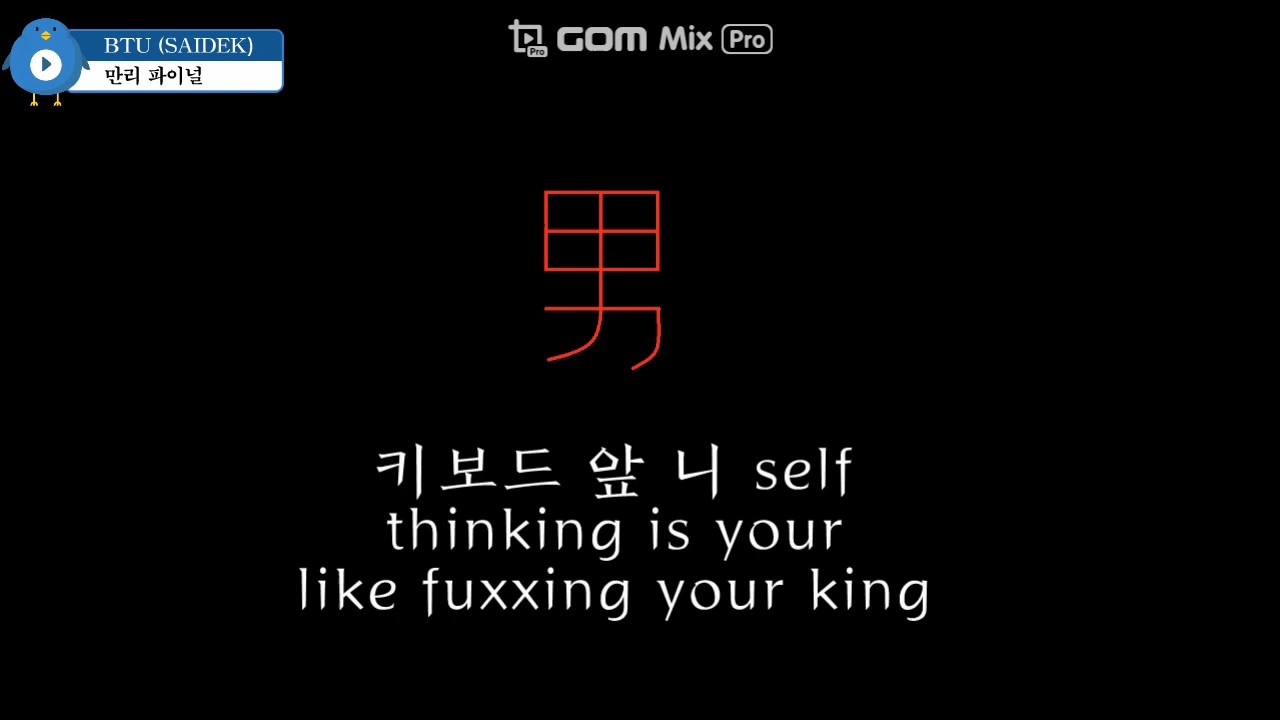 BTU (SAIDEK)
만리 파이널
GOM Mix Pro
Pro
男
키보드 앞 니 self
thinking is your
like fuxxing your king